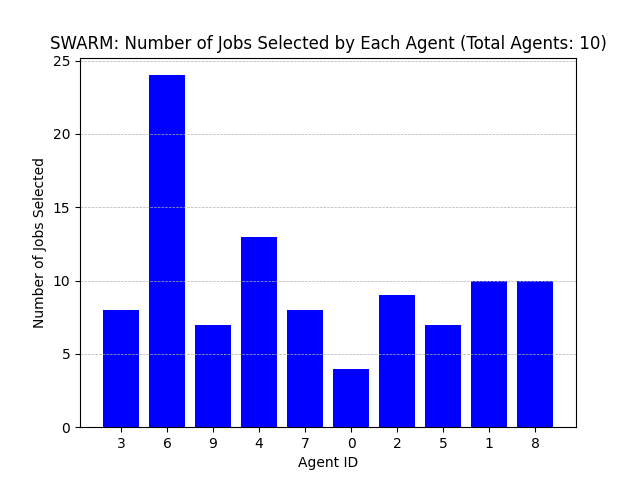 SWARM: Number of Jobs Selected by Each Agent (Total Agents: 10)
25
20
15
10
5
0
Number of Jobs Selected
3 6 9 4 7 0 2 5 1 8
Agent ID